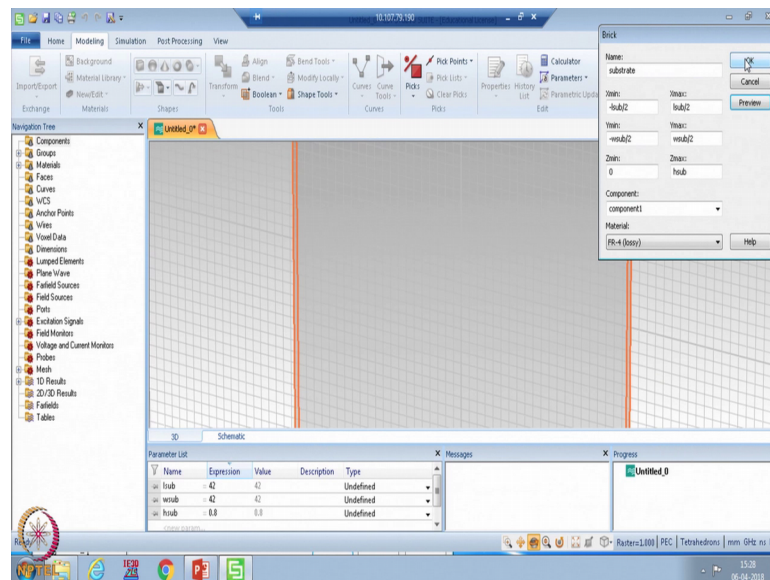 10.107.79.190
File Home Modeling Simulation Post Processing View
Import/Export
Background
Material Library
New/Edit
Exchange
Materials
Shapes
Transform
Align
Blend
Boolean
Bend Tools
Modify Locally
Shape Tools
Tools
Curves
Curve Tools
Curves
Picks
Pick Points
Pick Lists
Clear Picks
Picks
Properties
History List
Calculator
Parameters
Parametric Upda
Edit
Navigation Tree
Components
Groups
Materials
Faces
Curves
WCS
Anchor Points
Wires
Voxel Data
Dimensions
Lumped Elements
Plane Wave
Farfield Sources
Field Sources
Ports
Excitation Signals
Field Monitors
Voltage and Current Monitors
Probes
Mesh
1D Results
2D/3D Results
Farfields
Tables
Untitled_0*
Brick
Name:
substrate
Cancel
Xmin: Xmax:
-lsub/2 lsub/2
Preview
Ymin: Ymax:
-wsub/2 wsub/2
Zmin: Zmax:
0 hsub
Component:
component1
Material:
FR-4 (lossy)
Help
3D Schematic
Parameter List
Name Expression Value Description Type
lsub = 42 42 Undefined
wsub = 42 42 Undefined
hsub = 0.8 0.8 Undefined
Messages
Progress
Untitled_0
Raster=1.000 PEC Tetrahedrons mm GHz ns
NPTEL
IE3D
15:28
06-04-2018